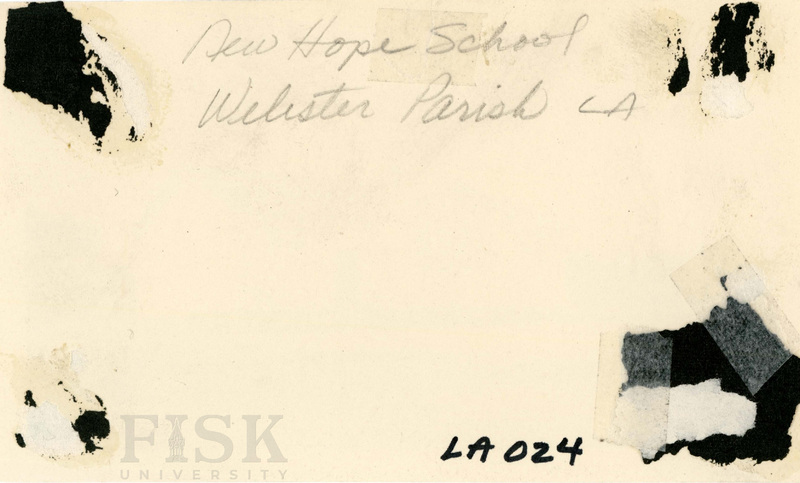 New Hope School
Webster Parish LA
LA 024
FISK
UNIVERSITY